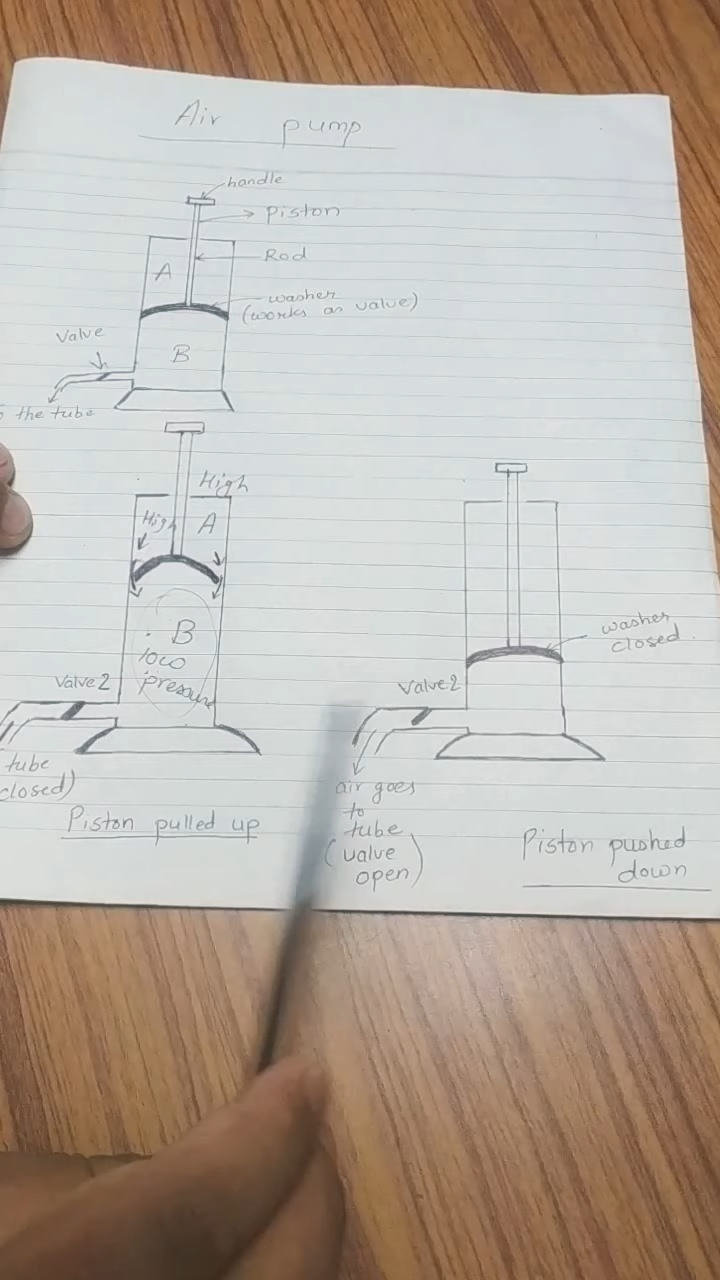 Air pump
handle
Piston
A
Rod
washer
(works as valve)
Valve
B
the tube
High
High
A
B
low
pressure
Valve 2
tube
closed)
Piston pulled up
washer
closed.
Valve 2
air goes
to
tube
(valve
open)
Piston pushed
down